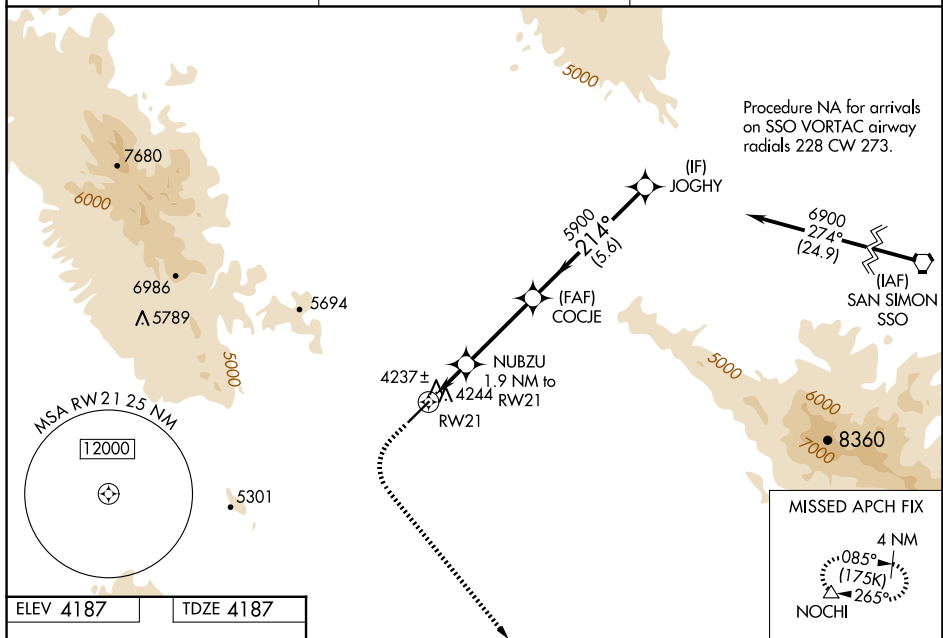 5000
Procedure NA for arrivals
on SSO VORTAC airway
radials 228 CW 273.
7680
6000
(IF)
JOGHY
5900
214°
(5.6)
6900
274°
(24.9)
(IAF)
SAN SIMON
SSO
6986
5789
5694
(FAF)
COCJE
5000
NUBZU
1.9 NM to
RW21
4237±
4244
RW21
5000
6000
7000
8360
MSA RW21 25 NM
12000
5301
MISSED APCH FIX
4 NM
085°
(175K)
265°
NOCHI
ELEV 4187
TDZE 4187